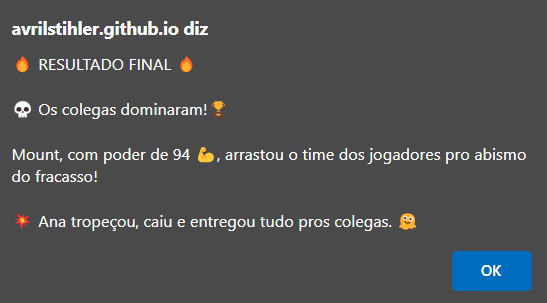 avrilstihler.github.io diz
🔥 RESULTADO FINAL 🔥
💀 Os colegas dominaram!🏆
Mount, com poder de 94 💪, arrastou o time dos jogadores pro abismo
do fracasso!
💥 Ana tropeçou, caiu e entregou tudo pros colegas. 🫠
OK